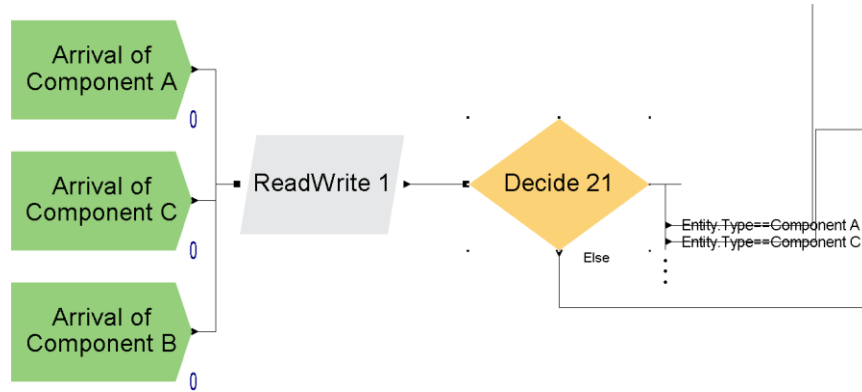 Arrival of
Component A
0
Arrival of
Component C
0
Arrival of
Component B
0
ReadWrite 1
Decide 21
Entity.Type==Component A
Entity.Type==Component C
Else